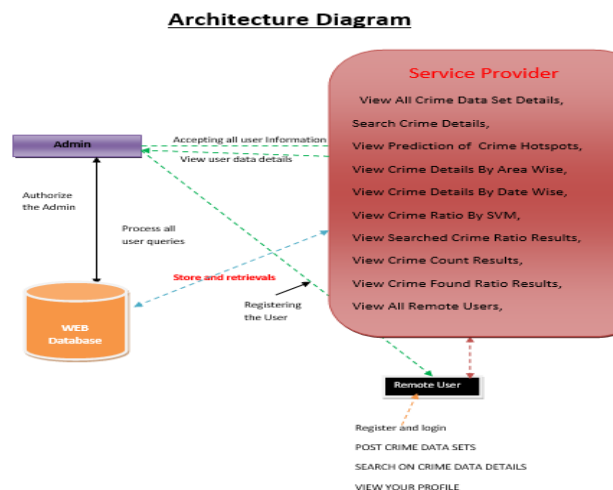 Architecture Diagram
Service Provider
View All Crime Data Set Details,
Search Crime Details,
View Prediction of Crime Hotspots,
View Crime Details By Area Wise,
View Crime Details By Date Wise,
View Crime Ratio By SVM,
View Searched Crime Ratio Results,
View Crime Count Results,
View Crime Found Ratio Results,
View All Remote Users,
Admin
Accepting all user Information
View user data details
Authorize
the Admin
Process all
user queries
Store and retrievals
Registering
the User
WEB
Database
Remote User
Register and login
POST CRIME DATA SETS
SEARCH ON CRIME DATA DETAILS
VIEW YOUR PROFILE